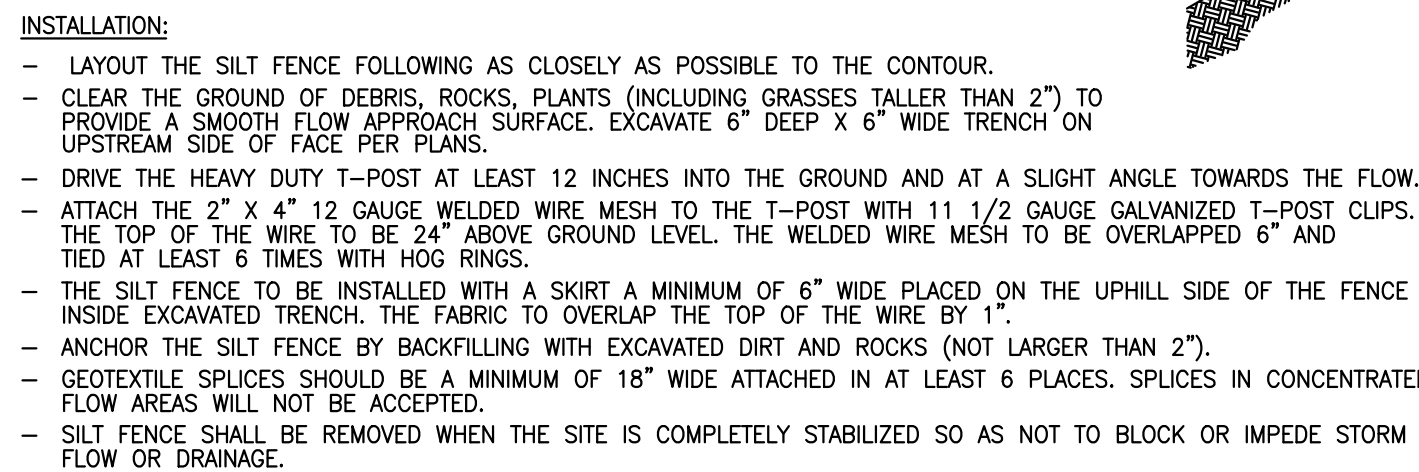 INSTALLATION:
– LAYOUT THE SILT FENCE FOLLOWING AS CLOSELY AS POSSIBLE TO THE CONTOUR.
– CLEAR THE GROUND OF DEBRIS, ROCKS, PLANTS (INCLUDING GRASSES TALLER THAN 2") TO
PROVIDE A SMOOTH FLOW APPROACH SURFACE. EXCAVATE 6" DEEP X 6" WIDE TRENCH ON
UPSTREAM SIDE OF FACE PER PLANS.
– DRIVE THE HEAVY DUTY T–POST AT LEAST 12 INCHES INTO THE GROUND AND AT A SLIGHT ANGLE TOWARDS THE FLOW.
– ATTACH THE 2" X 4" 12 GAUGE WELDED WIRE MESH TO THE T–POST WITH 11 1/2 GAUGE GALVANIZED T–POST CLIPS.
THE TOP OF THE WIRE TO BE 24" ABOVE GROUND LEVEL. THE WELDED WIRE MESH TO BE OVERLAPPED 6" AND
TIED AT LEAST 6 TIMES WITH HOG RINGS.
– THE SILT FENCE TO BE INSTALLED WITH A SKIRT A MINIMUM OF 6" WIDE PLACED ON THE UPHILL SIDE OF THE FENCE
INSIDE EXCAVATED TRENCH. THE FABRIC TO OVERLAP THE TOP OF THE WIRE BY 1".
– ANCHOR THE SILT FENCE BY BACKFILLING WITH EXCAVATED DIRT AND ROCKS (NOT LARGER THAN 2").
– GEOTEXTILE SPLICES SHOULD BE A MINIMUM OF 18" WIDE ATTACHED IN AT LEAST 6 PLACES. SPLICES IN CONCENTRATE
FLOW AREAS WILL NOT BE ACCEPTED.
– SILT FENCE SHALL BE REMOVED WHEN THE SITE IS COMPLETELY STABILIZED SO AS NOT TO BLOCK OR IMPEDE STORM
FLOW OR DRAINAGE.